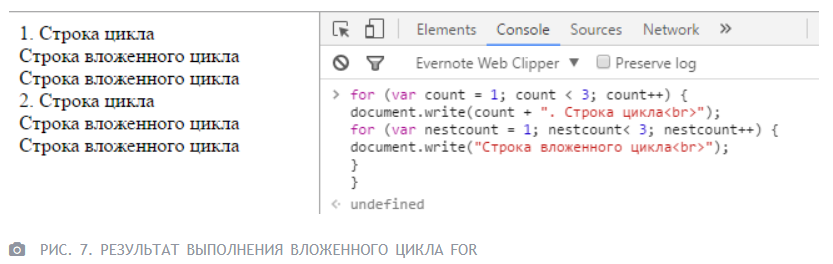 1. Строка цикла
Строка вложенного цикла
Строка вложенного цикла
2. Строка цикла
Строка вложенного цикла
Строка вложенного цикла
Elements Console Sources Network »
Evernote Web Clipper ▼ Preserve log
> for (var count = 1; count < 3; count++) {
document.write(count + ". Строка цикла<br>");
for (var nestcount = 1; nestcount< 3; nestcount++) {
document.write("Строка вложенного цикла<br>");
}
}
undefined
РИС. 7. РЕЗУЛЬТАТ ВЫПОЛНЕНИЯ ВЛОЖЕННОГО ЦИКЛА FOR